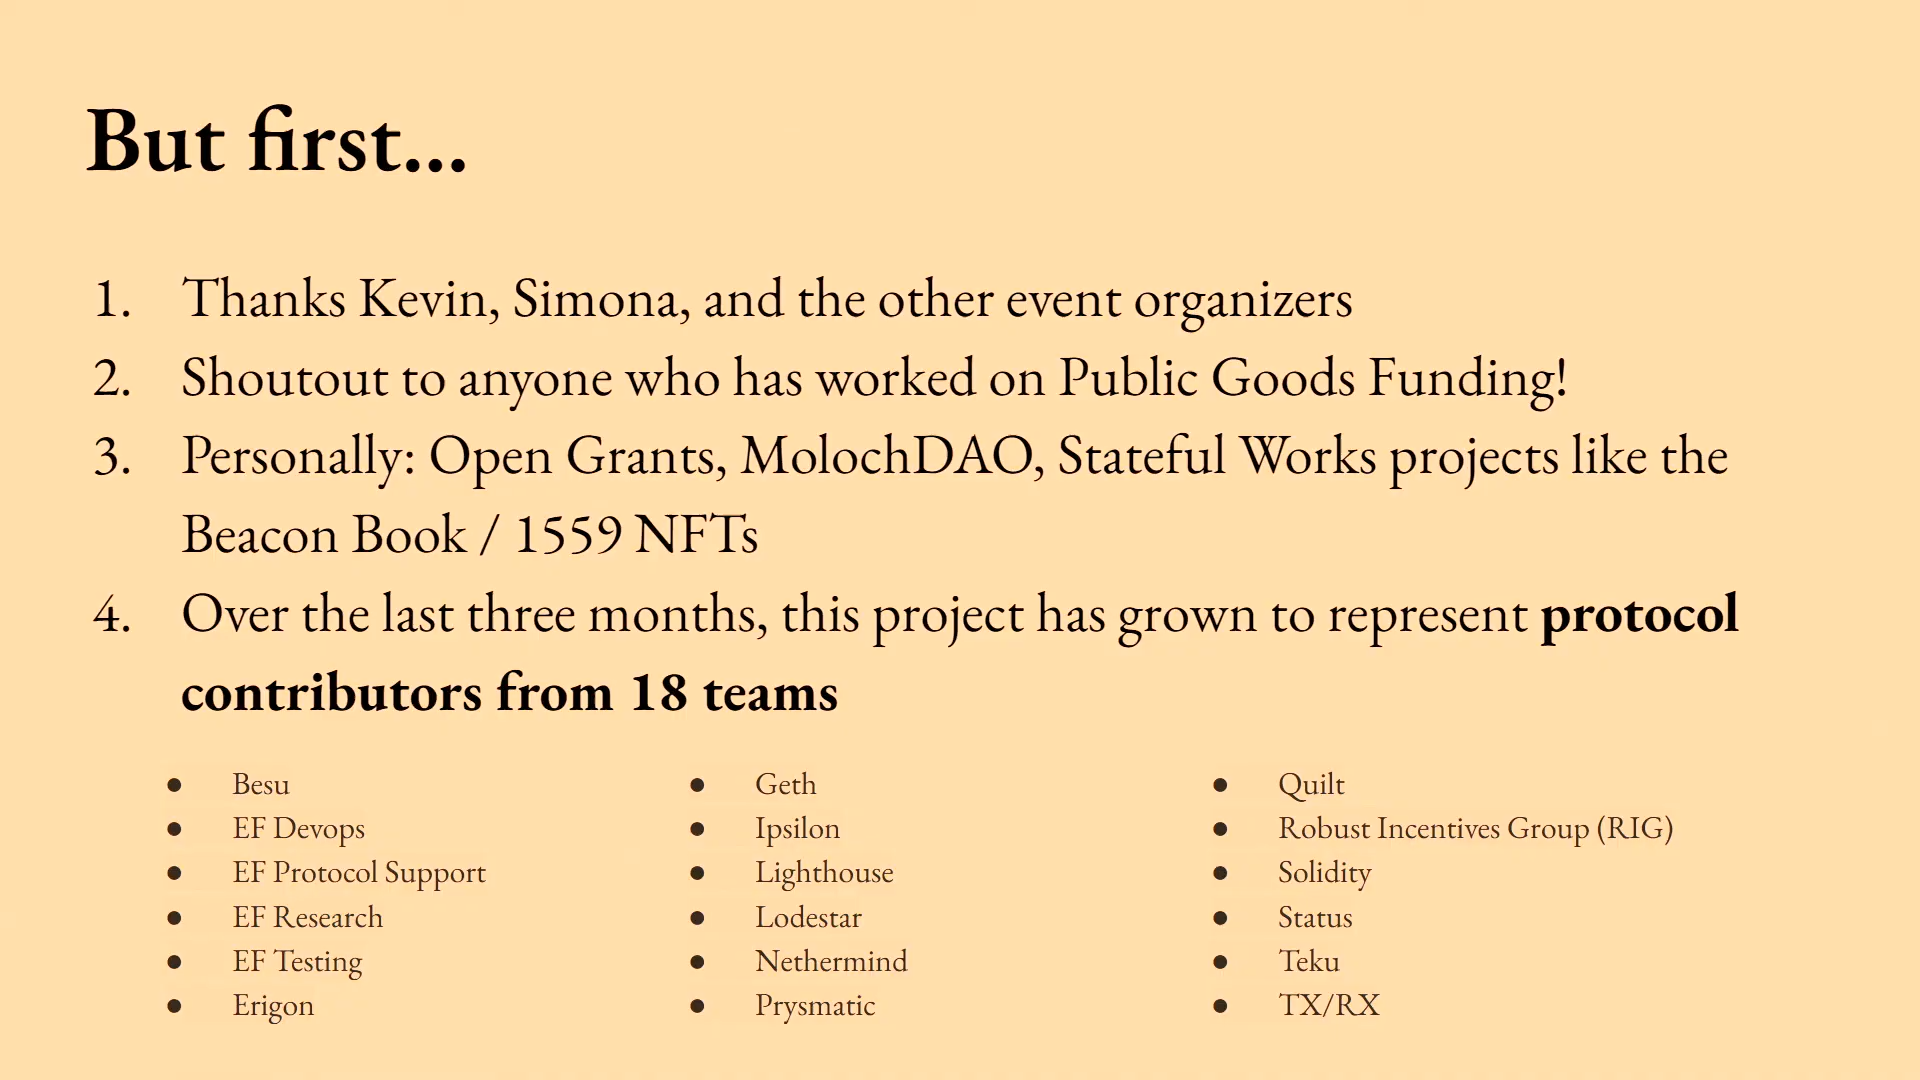 But first...
1. Thanks Kevin, Simona, and the other event organizers
2. Shoutout to anyone who has worked on Public Goods Funding!
3. Personally: Open Grants, MolochDAO, Stateful Works projects like the
Beacon Book / 1559 NFTs
4. Over the last three months, this project has grown to represent protocol
contributors from 18 teams
● Besu
● EF Devops
● EF Protocol Support
● EF Research
● EF Testing
● Erigon
● Geth
● Ipsilon
● Lighthouse
● Lodestar
● Nethermind
● Prysmatic
● Quilt
● Robust Incentives Group (RIG)
● Solidity
● Status
● Teku
● TX/RX